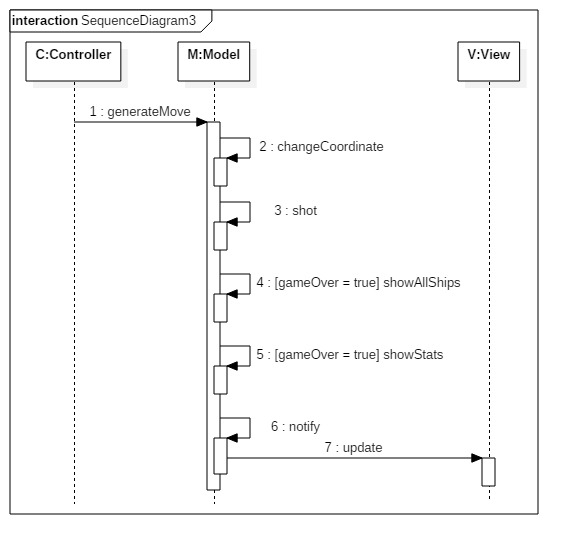 interaction SequenceDiagram3
C:Controller
M:Model
V:View
1 : generateMove
2 : changeCoordinate
3 : shot
4 : [gameOver = true] showAllShips
5 : [gameOver = true] showStats
6 : notify
7 : update